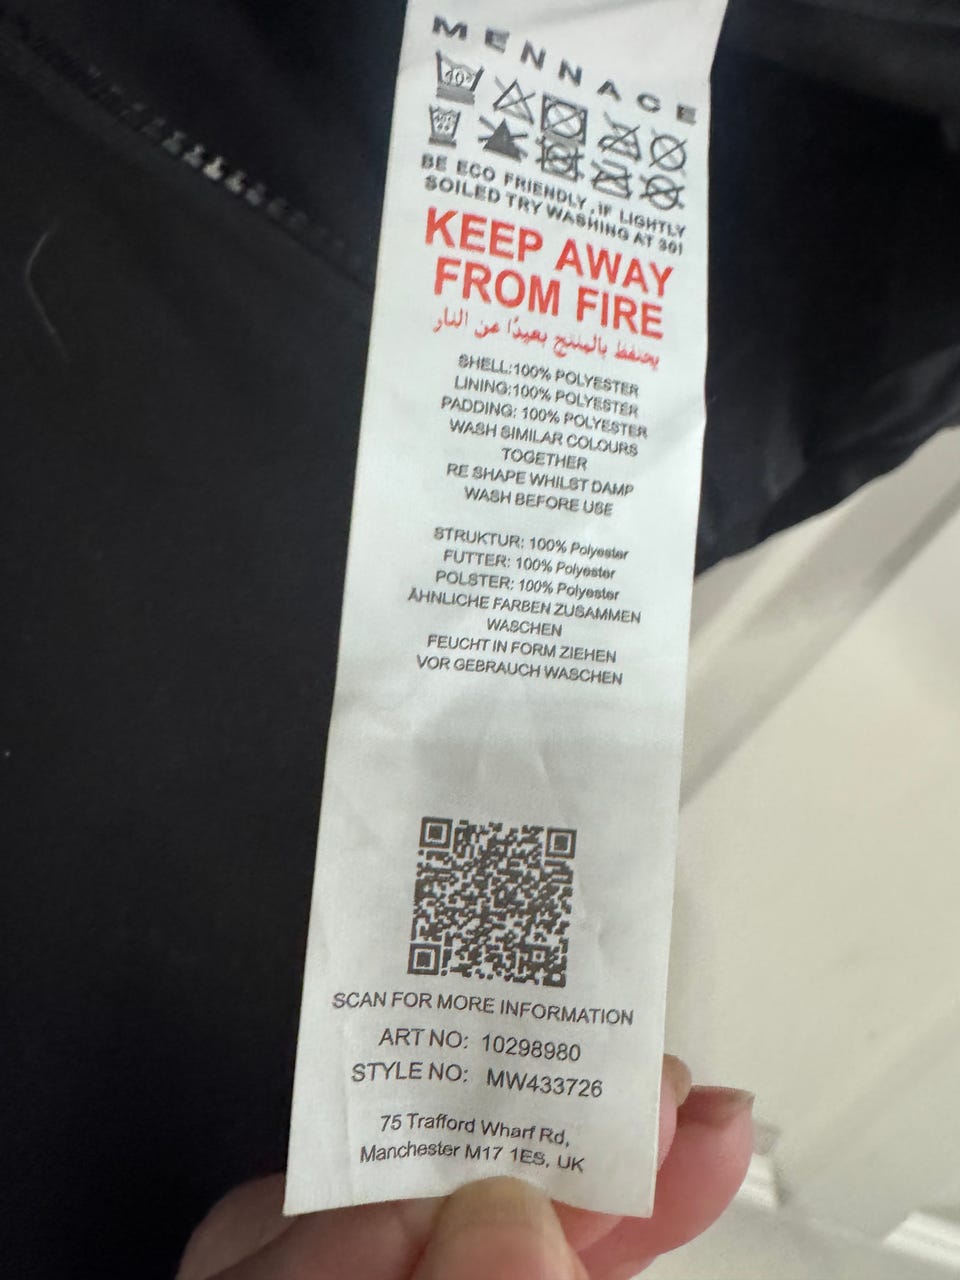 MENNACE
40°
BE ECO FRIENDLY, IF LIGHTLY
SOILED TRY WASHING AT 30!
KEEP AWAY
FROM FIRE
يحتفظ بالمنتج بعيدًا عن النار
SHELL:100% POLYESTER
LINING:100% POLYESTER
PADDING: 100% POLYESTER
WASH SIMILAR COLOURS
TOGETHER
RE SHAPE WHILST DAMP
WASH BEFORE USE
STRUKTUR: 100% Polyester
FUTTER: 100% Polyester
POLSTER: 100% Polyester
ÄHNLICHE FARBEN ZUSAMMEN
WASCHEN
FEUCHT IN FORM ZIEHEN
VOR GEBRAUCH WASCHEN
SCAN FOR MORE INFORMATION
ART NO: 10298980
STYLE NO: MW433726
75 Trafford Wharf Rd,
Manchester M17 1ES, UK